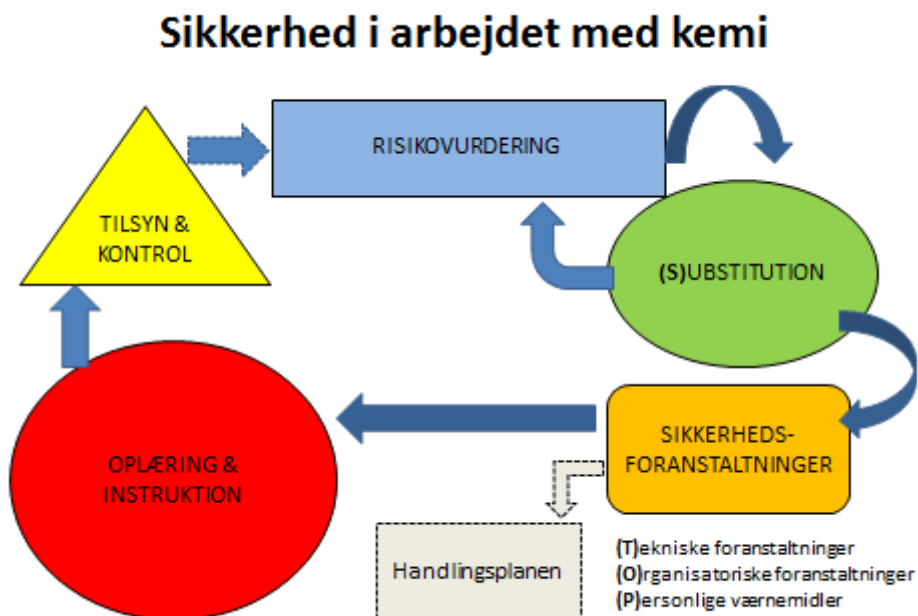 Sikkerhed i arbejdet med kemi
RISIKOVURDERING
TILSYN &
KONTROL
(S)UBSTITUTION
SIKKERHEDS-
FORANSTALTNINGER
OPLÆRING &
INSTRUKTION
Handlingsplanen
(T)ekniske foranstaltninger
(O)rganisatoriske foranstaltninger
(P)ersonlige værnemidler